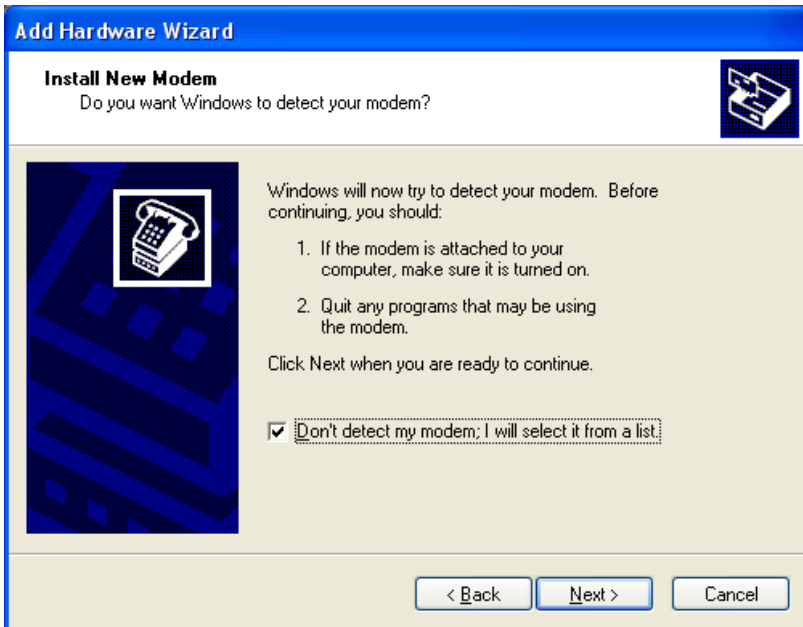 Add Hardware Wizard
Install New Modem
Do you want Windows to detect your modem?
Windows will now try to detect your modem.  Before
continuing, you should:
1. If the modem is attached to your
computer, make sure it is turned on.
2. Quit any programs that may be using
the modem.
Click Next when you are ready to continue.
Don't detect my modem; I will select it from a list.
< Back
Next >
Cancel